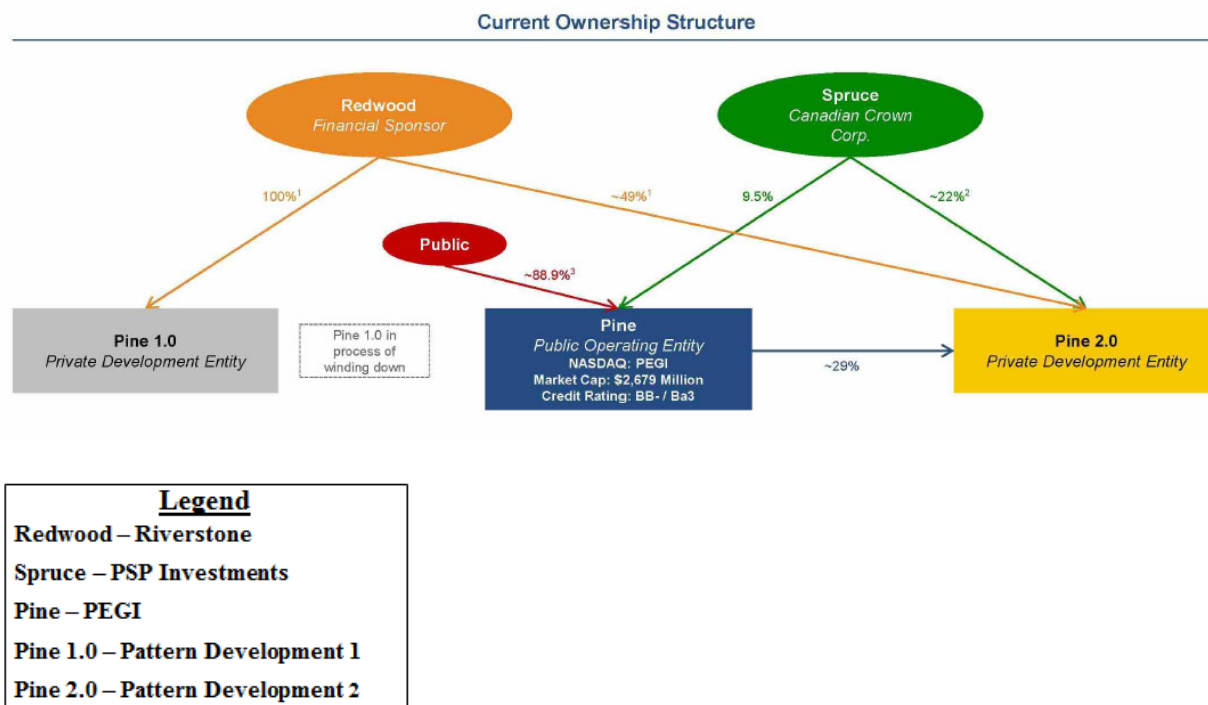 Current Ownership Structure
Redwood
Financial Sponsor
Spruce
Canadian Crown
Corp.
100%¹
~49%¹
9.5%
~22%²
Public
~88.9%³
Pine 1.0
Private Development Entity
Pine 1.0 in
process of
winding down
Pine
Public Operating Entity
NASDAQ: PEGI
Market Cap: $2,679 Million
Credit Rating: BB- / Ba3
~29%
Pine 2.0
Private Development Entity
Legend
Redwood – Riverstone
Spruce – PSP Investments
Pine – PEGI
Pine 1.0 – Pattern Development 1
Pine 2.0 – Pattern Development 2